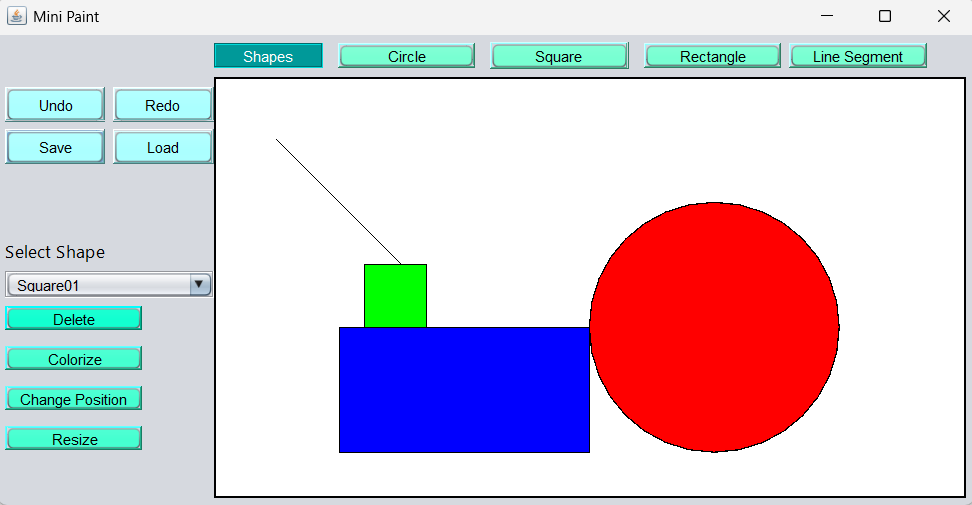 Mini Paint
Shapes
Circle
Square
Rectangle
Line Segment
Undo
Redo
Save
Load
Select Shape
Square01
Delete
Colorize
Change Position
Resize